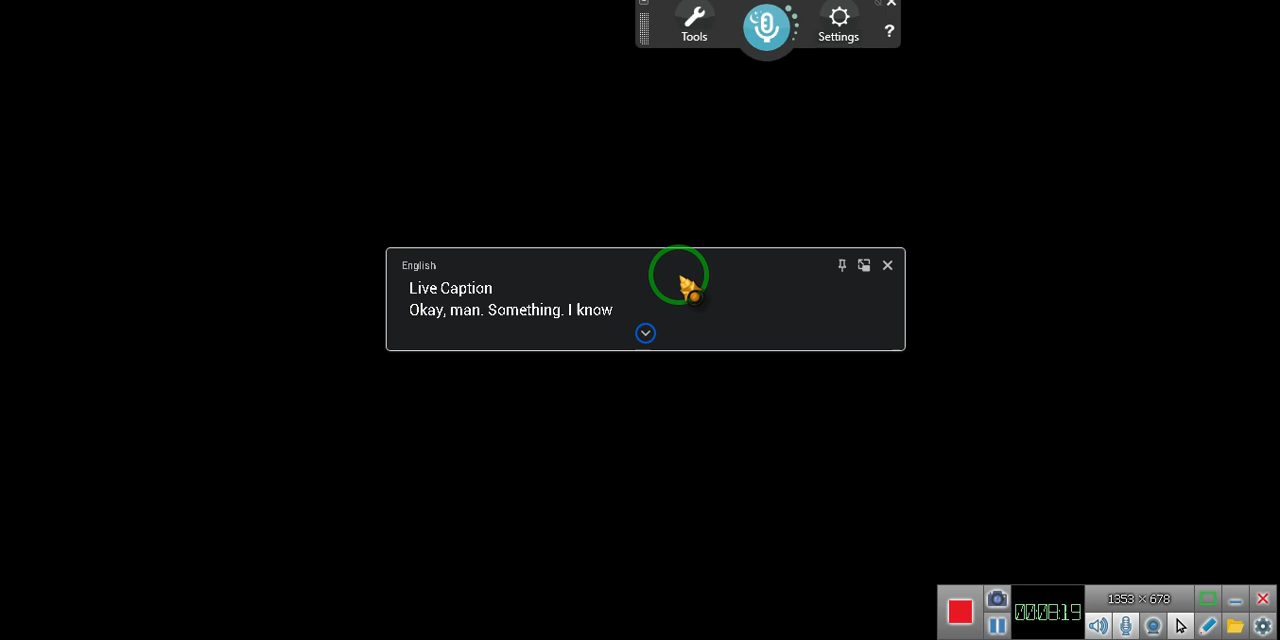 Tools
Settings
?
English
Live Caption
Okay, man. Something. I know
1353 × 678
00:08:19